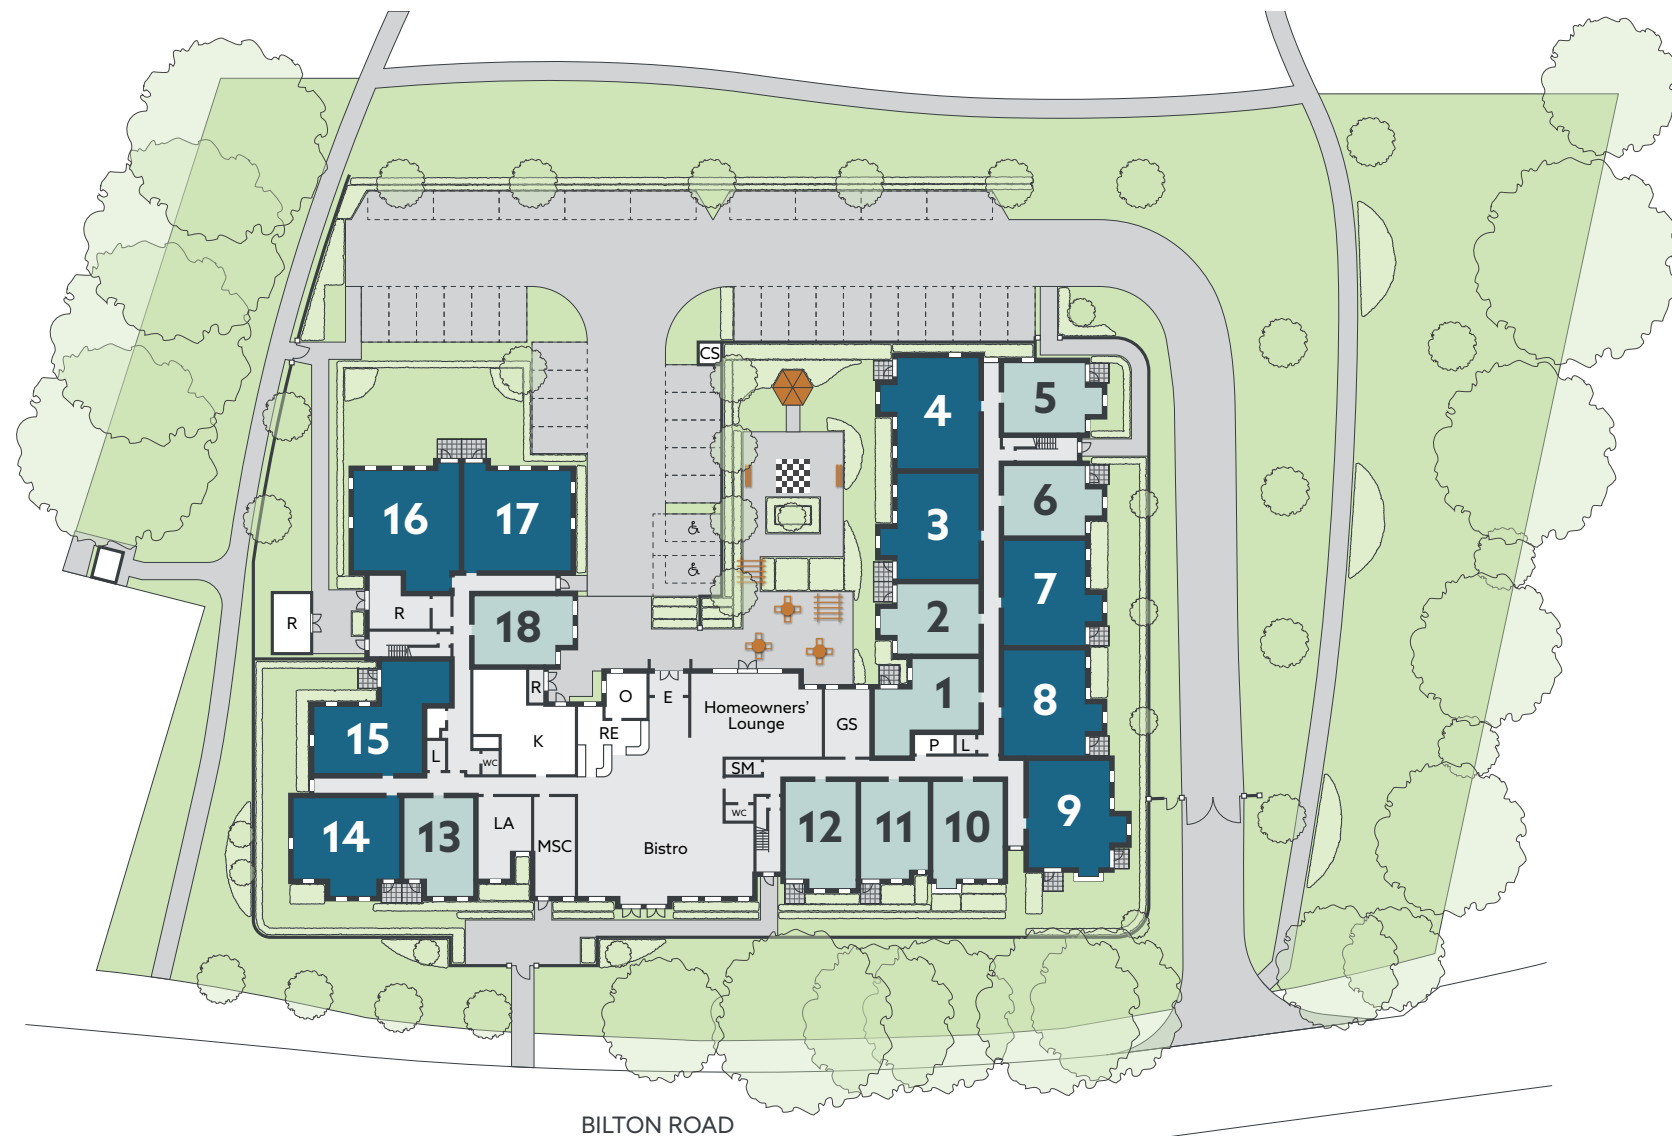 CS
4
5
16
17
3
6
R
R
18
2
7
1
8
R
O
E
Homeowners'
Lounge
GS
15
K
RE
P
L
L
WC
SM
14
13
LA
MSC
Bistro
WC
12
11
10
9
BILTON ROAD